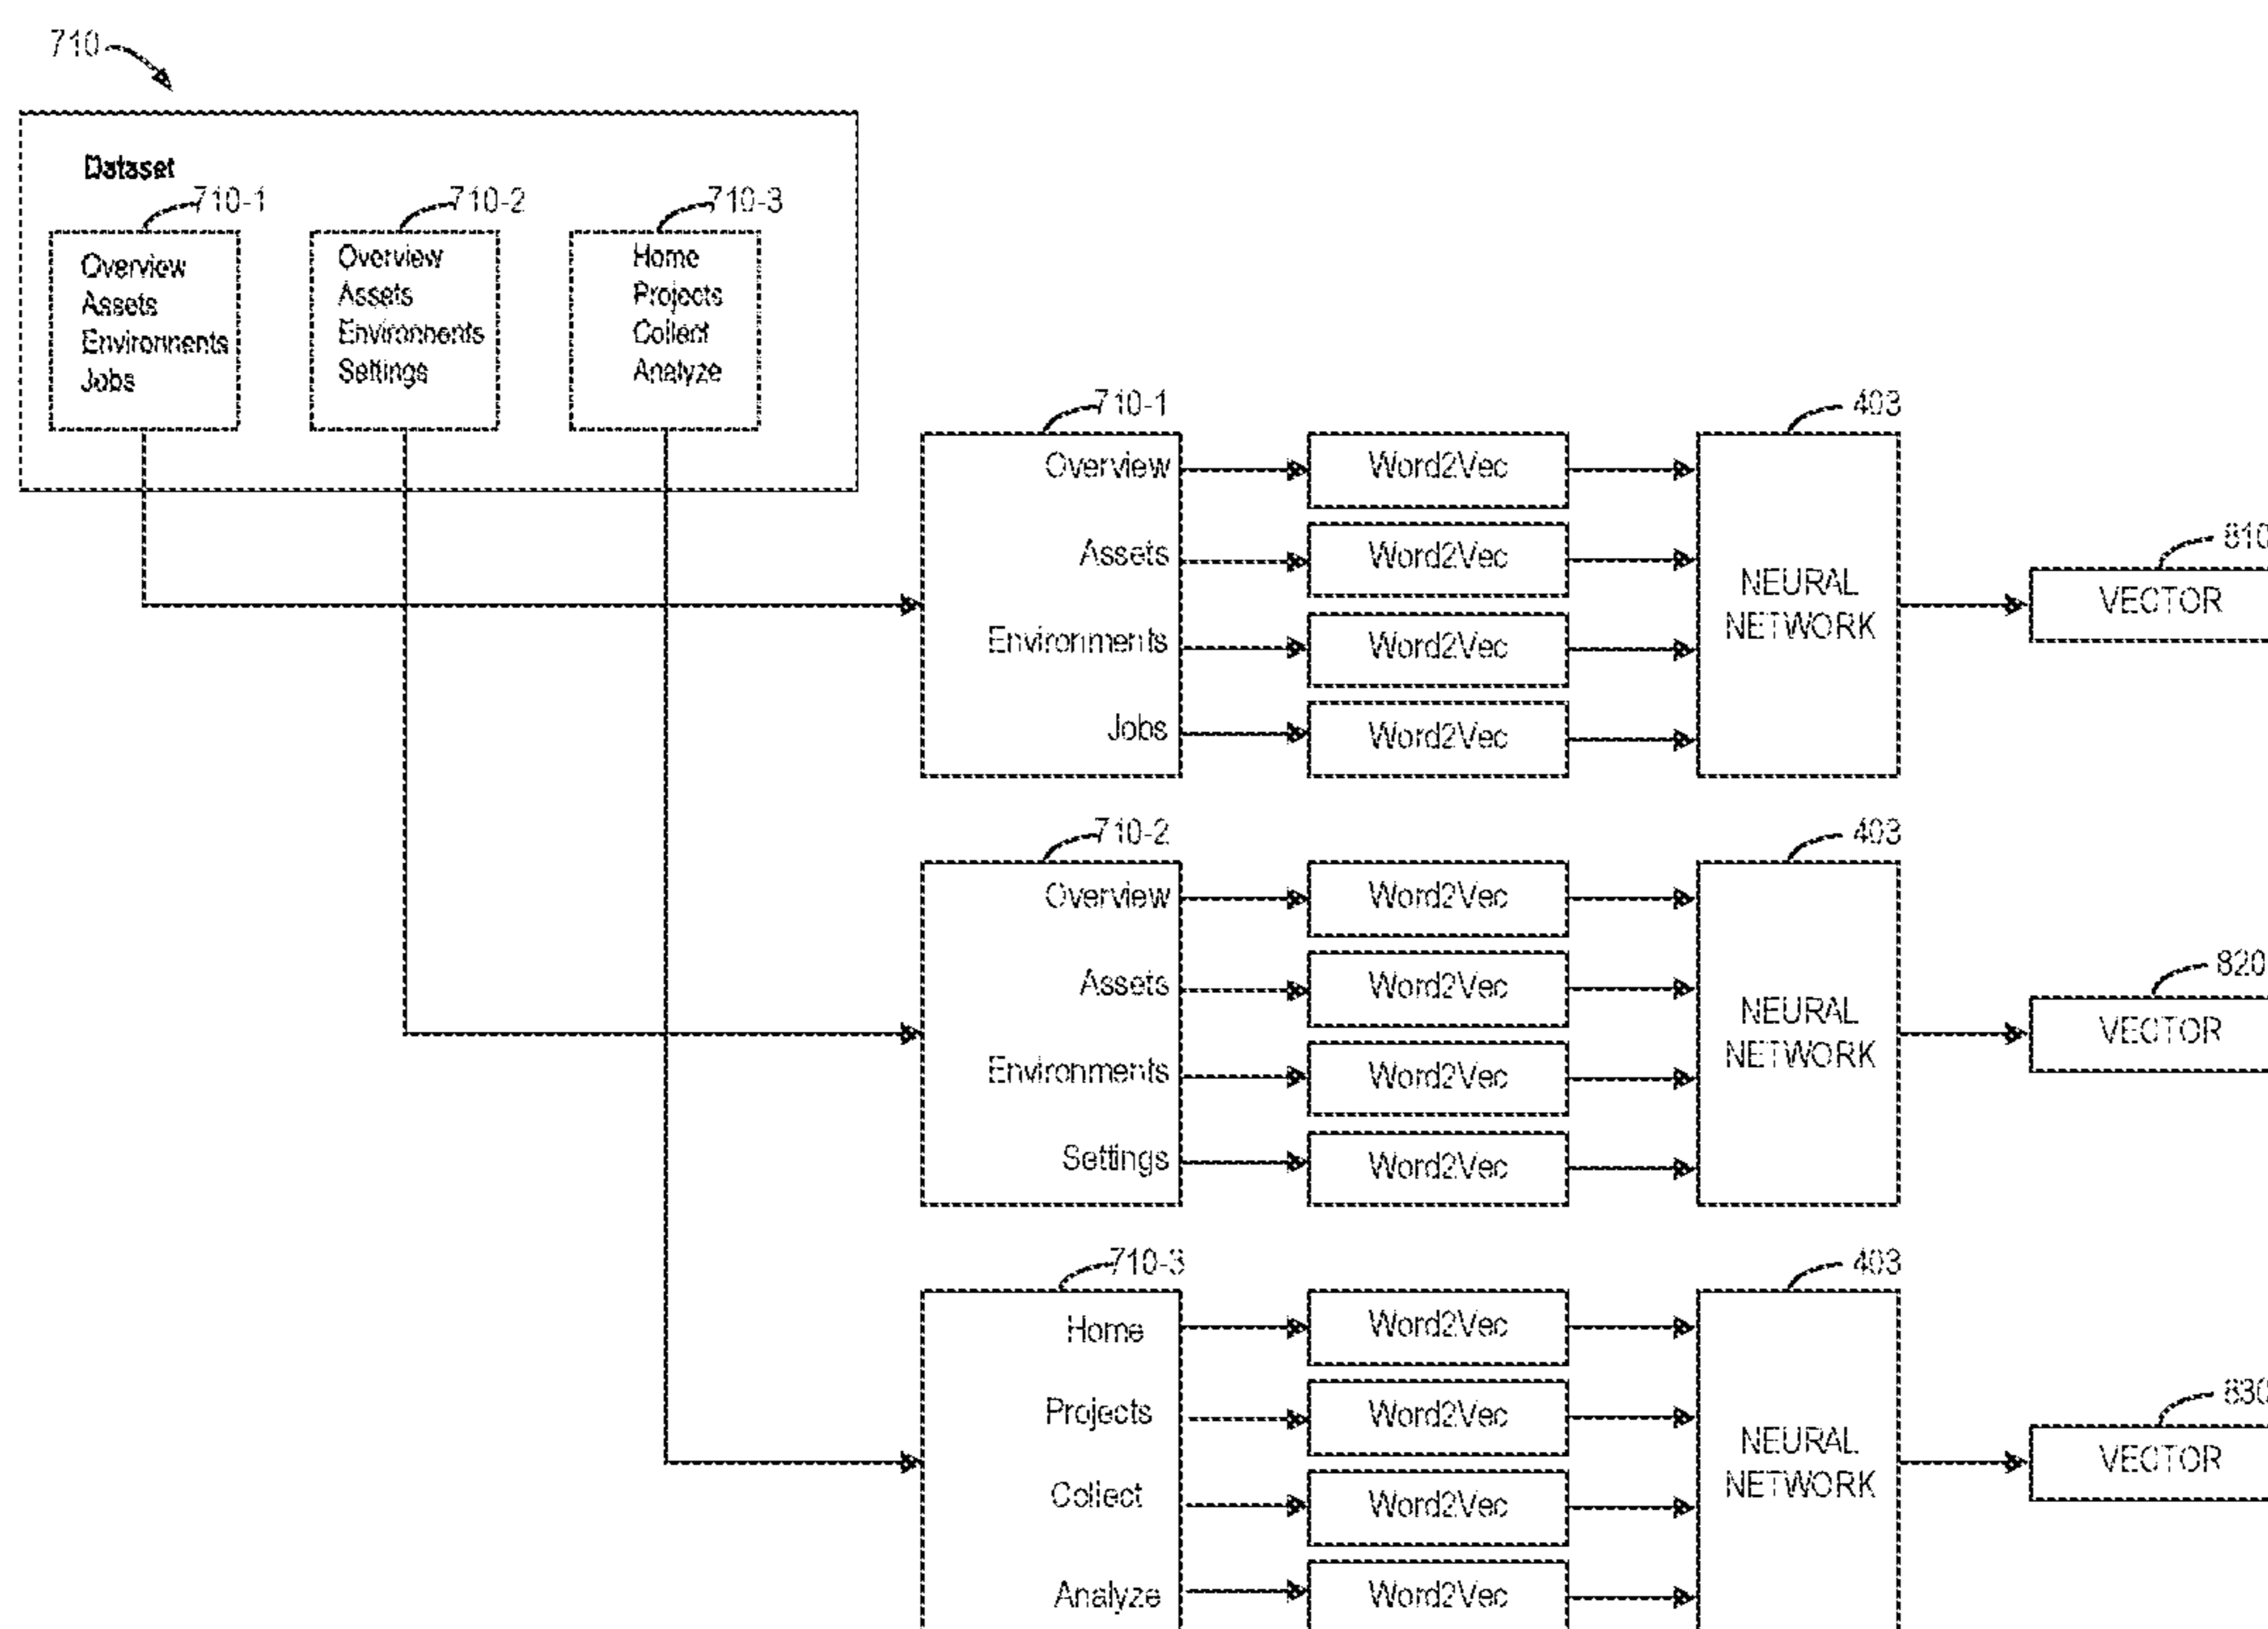 710
Dataset
710-1
710-2
710-3
Overview
Assets
Environments
Jobs
Overview
Assets
Environments
Settings
Home
Projects
Collect
Analyze
710-1
403
Overview
Word2Vec
Assets
Word2Vec
Environments
Word2Vec
Jobs
Word2Vec
NEURAL
NETWORK
810
VECTOR
710-2
403
Overview
Word2Vec
Assets
Word2Vec
Environments
Word2Vec
Settings
Word2Vec
NEURAL
NETWORK
820
VECTOR
710-3
403
Home
Word2Vec
Projects
Word2Vec
Collect
Word2Vec
Analyze
Word2Vec
NEURAL
NETWORK
830
VECTOR